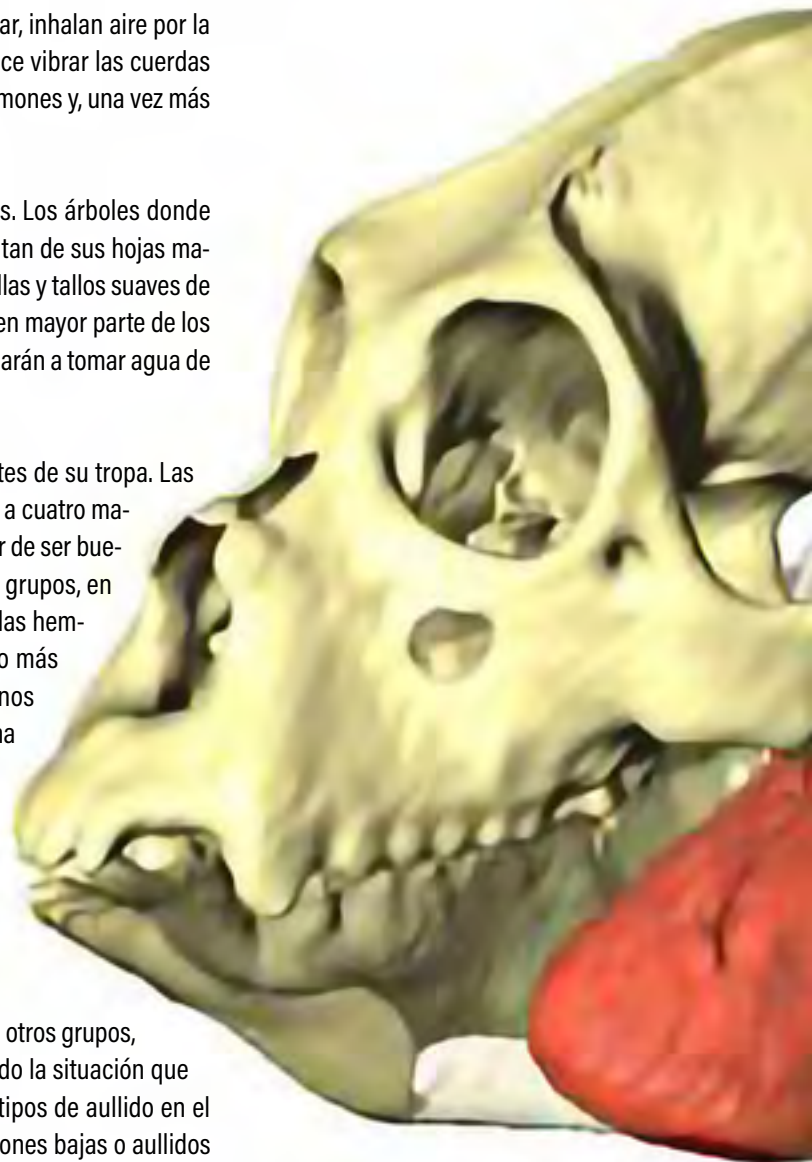 ar, inhalan aire por la
ce vibrar las cuerdas
mones y, una vez más
s. Los árboles donde
tan de sus hojas ma-
llas y tallos suaves de
en mayor parte de los
arán a tomar agua de
tes de su tropa. Las
a cuatro ma-
r de ser bue-
grupos, en
las hem-
o más
nos
na
otros grupos,
do la situación que
tipos de aullido en el
ones bajas o aullidos